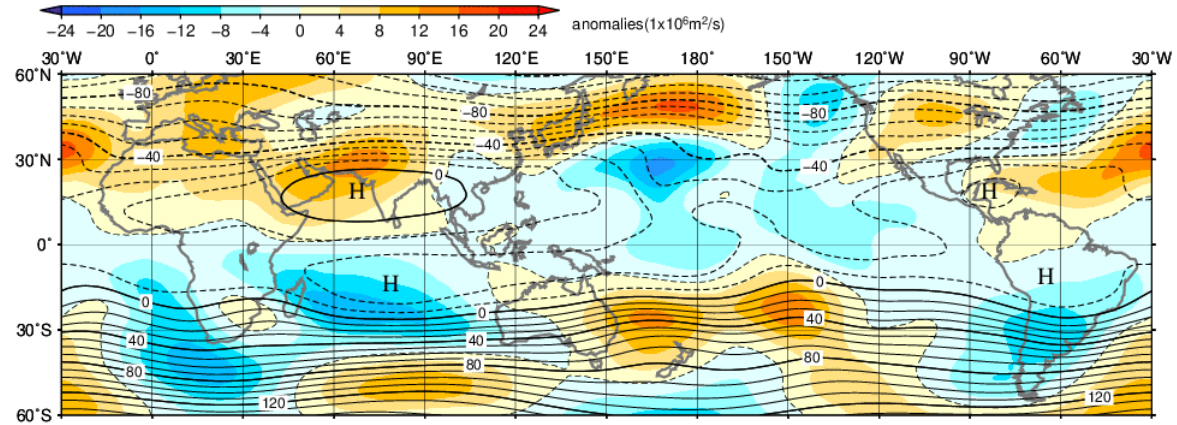 −24 −20 −16 −12 −8 −4 0 4 8 12 16 20 24 anomalies(1x10⁶m²/s)
30°W 0° 30°E 60°E 90°E 120°E 150°E 180° 150°W 120°W 90°W 60°W 30°W
60°N
−80 −80 −80
−40
30°N −40 −40
0
H H
0°
H H
0 0
0
30°S 40
40 40
80
80
120 120
60°S